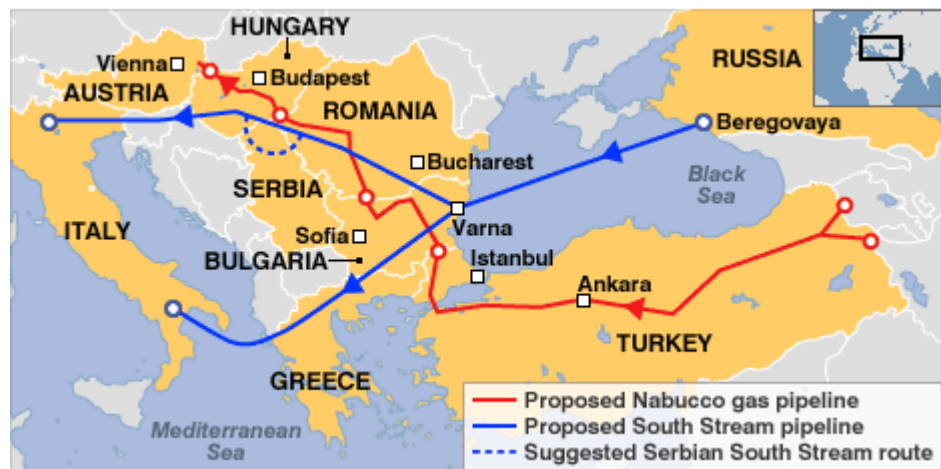 HUNGARY
Vienna
Budapest
RUSSIA
AUSTRIA
ROMANIA
Beregovaya
Bucharest
Black
Sea
SERBIA
ITALY
Varna
Sofia
BULGARIA
Istanbul
Ankara
TURKEY
GREECE
Mediterranean
Sea
Proposed Nabucco gas pipeline
Proposed South Stream pipeline
Suggested Serbian South Stream route